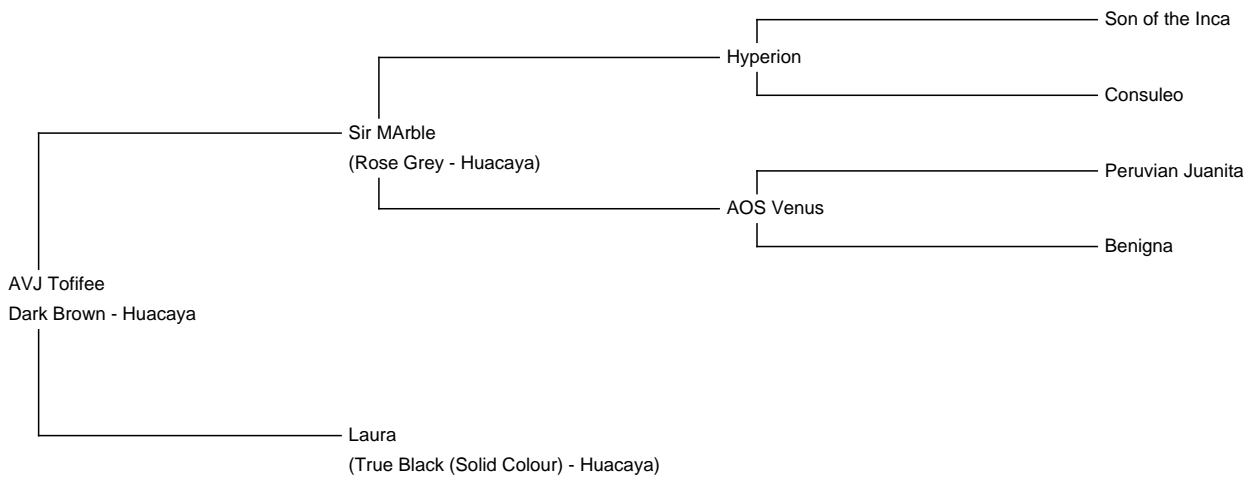 Son of the Inca
Hyperion
Consuleo
Sir MArble
(Rose Grey - Huacaya)
Peruvian Juanita
AOS Venus
Benigna
AVJ Tofifee
Dark Brown - Huacaya
Laura
(True Black (Solid Colour) - Huacaya)